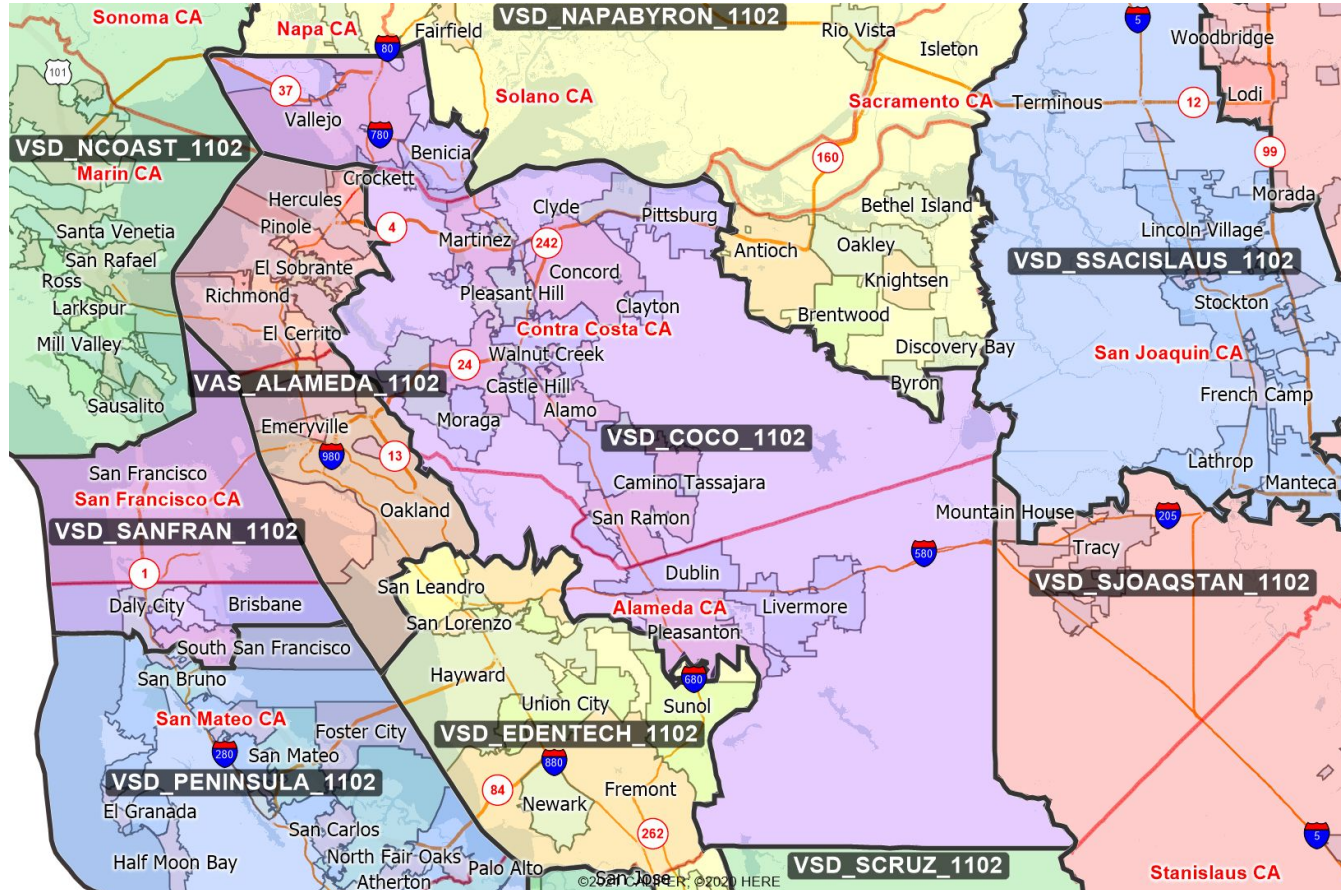 Sonoma CA
Napa CA
Fairfield
VSD_NAPABYRON_1102
Rio Vista
Isleton
Woodbridge
5
80
101
37
Vallejo
780
Solano CA
Sacramento CA
Terminous
12
Lodi
VSD_NCOAST_1102
Marin CA
Benicia
160
99
Crockett
Hercules
Pinole
4
Martinez
Clyde
242
Pittsburg
Bethel Island
Morada
Santa Venetia
San Rafael
Ross
Larkspur
Mill Valley
Sausalito
El Sobrante
Richmond
El Cerrito
Concord
Pleasant Hill
Clayton
Contra Costa CA
Antioch
Oakley
Knightsen
Brentwood
Discovery Bay
Byron
Lincoln Village
VSD_SSACISLAUS_1102
Stockton
San Joaquin CA
French Camp
Lathrop
Manteca
24
Walnut Creek
Castle Hill
VAS_ALAMEDA_1102
Moraga
Alamo
Emeryville
980
13
VSD_COCO_1102
San Francisco
San Francisco CA
VSD_SANFRAN_1102
Oakland
Camino Tassajara
San Ramon
Mountain House
205
Tracy
580
1
Daly City
Brisbane
San Leandro
San Lorenzo
Dublin
Alameda CA
Livermore
Pleasanton
VSD_SJOAQSTAN_1102
South San Francisco
San Bruno
San Mateo CA
Foster City
280
San Mateo
VSD_PENINSULA_1102
Hayward
Union City
680
Sunol
VSD_EDENTECH_1102
880
84
Fremont
Newark
262
El Granada
San Carlos
Half Moon Bay
North Fair Oaks
Atherton
Palo Alto
San Jose
VSD_SCRUZ_1102
5
Stanislaus CA
©2021 CALIPER; ©2020 HERE